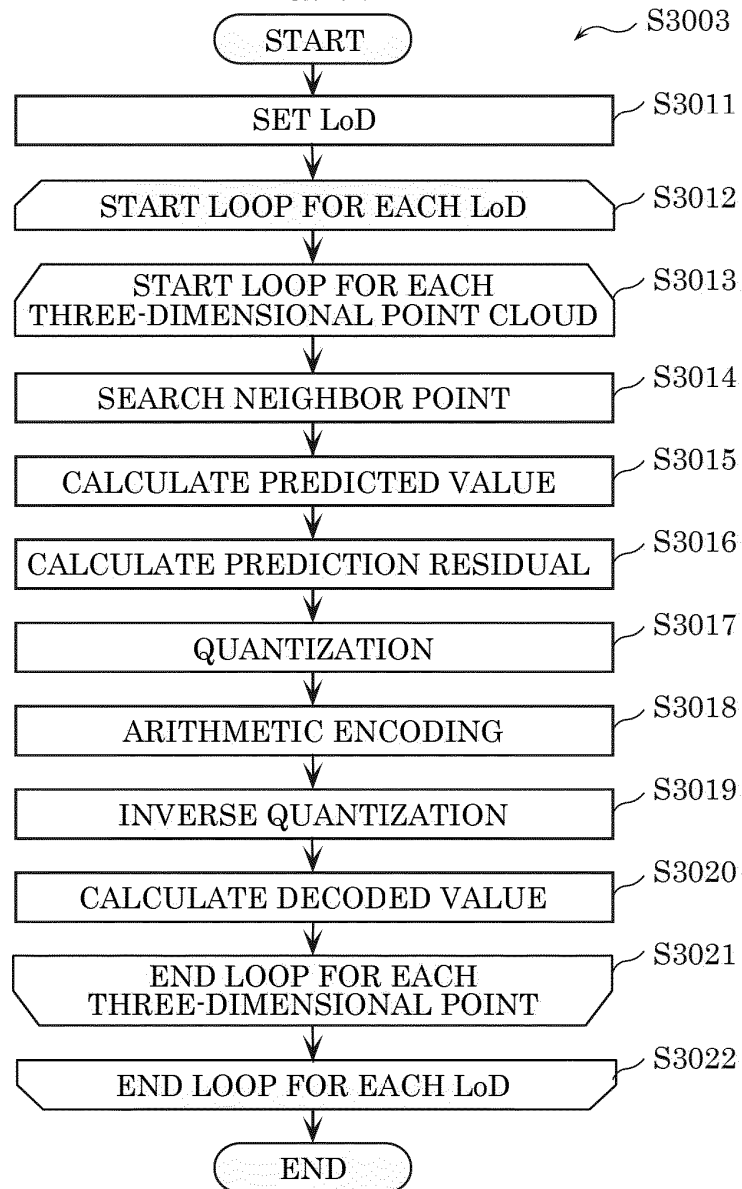 START
S3003
SET LoD
S3011
START LOOP FOR EACH LoD
S3012
START LOOP FOR EACH
THREE-DIMENSIONAL POINT CLOUD
S3013
SEARCH NEIGHBOR POINT
S3014
CALCULATE PREDICTED VALUE
S3015
CALCULATE PREDICTION RESIDUAL
S3016
QUANTIZATION
S3017
ARITHMETIC ENCODING
S3018
INVERSE QUANTIZATION
S3019
CALCULATE DECODED VALUE
S3020
END LOOP FOR EACH
THREE-DIMENSIONAL POINT
S3021
END LOOP FOR EACH LoD
S3022
END